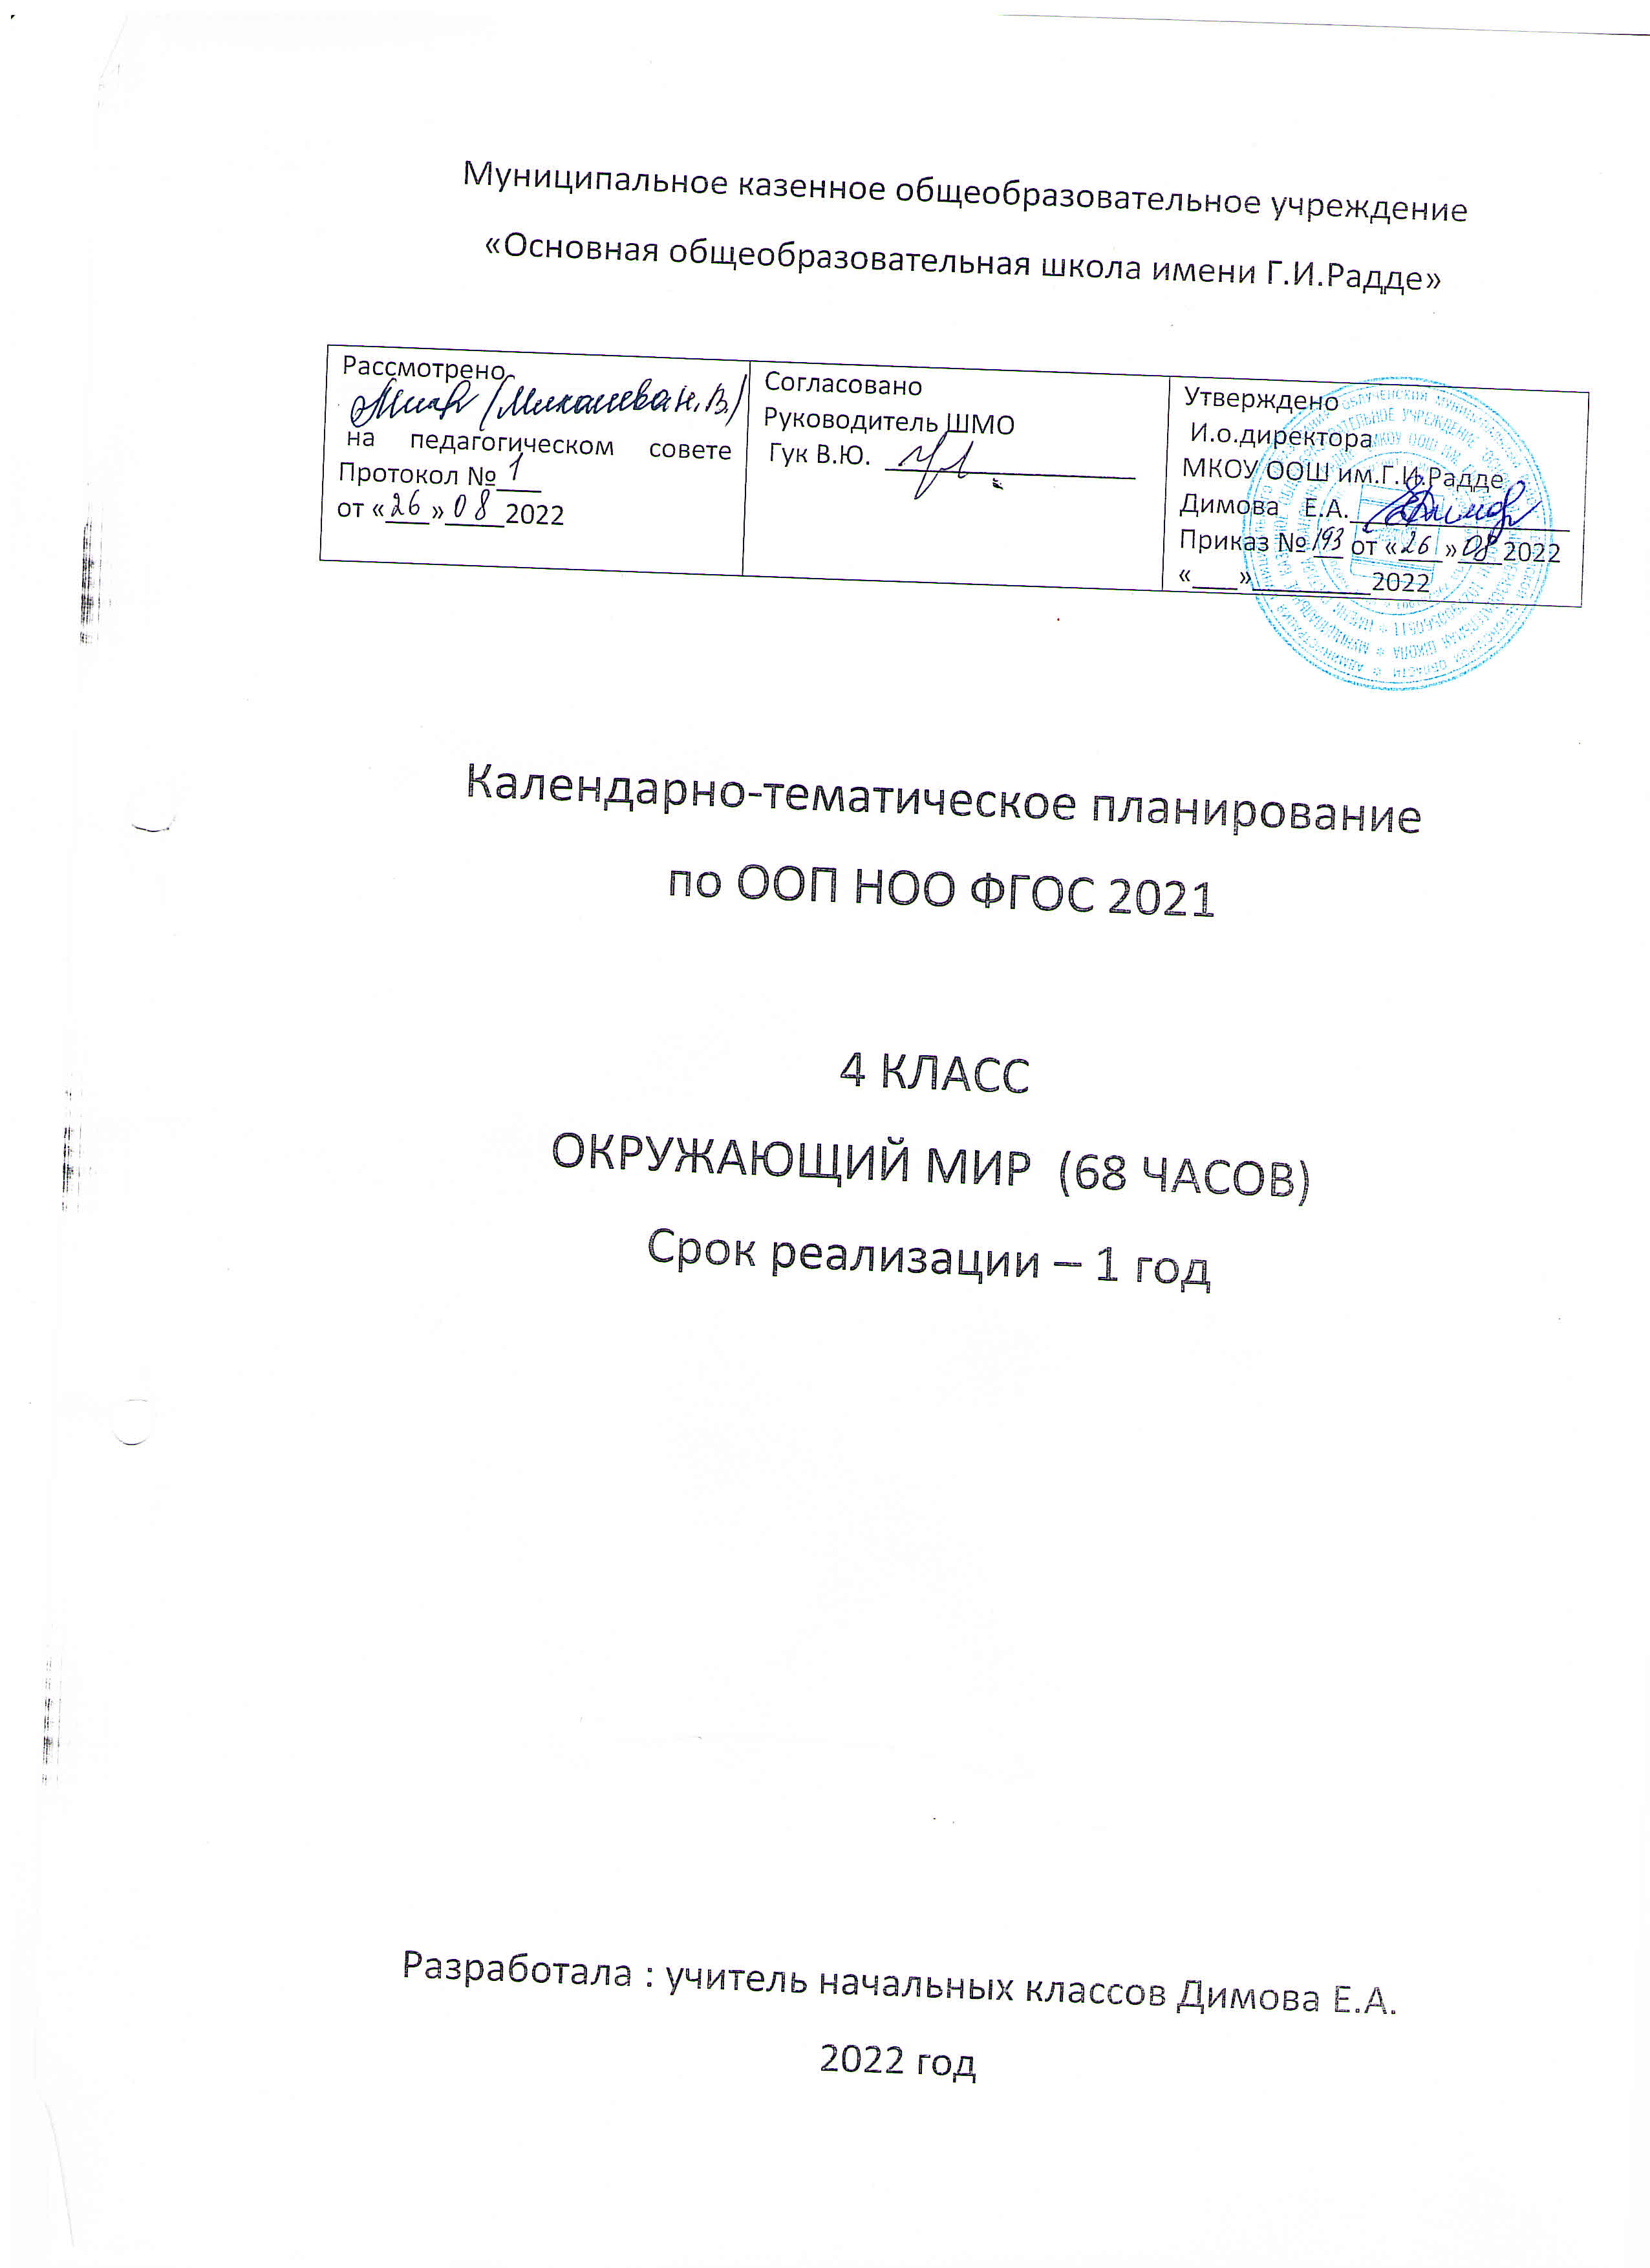 Муниципальное казенное общеобразовательное учреждение
«Основная общеобразовательная школа имени Г.И.Радде»
Рассмотрено
на педагогическом совете
Протокол № 1
от «26» 08 2022
Согласовано
Руководитель ШМО
Гук В.Ю.
Утверждено
И.о.директора
МКОУ ООШ им.Г.И.Радде
Димова Е.А.
Приказ № 193 от «26» 08 2022
«___»________2022
Календарно-тематическое планирование
по ООП НОО ФГОС 2021
4 КЛАСС
ОКРУЖАЮЩИЙ МИР (68 ЧАСОВ)
Срок реализации – 1 год
Разработала : учитель начальных классов Димова Е.А.
2022 год